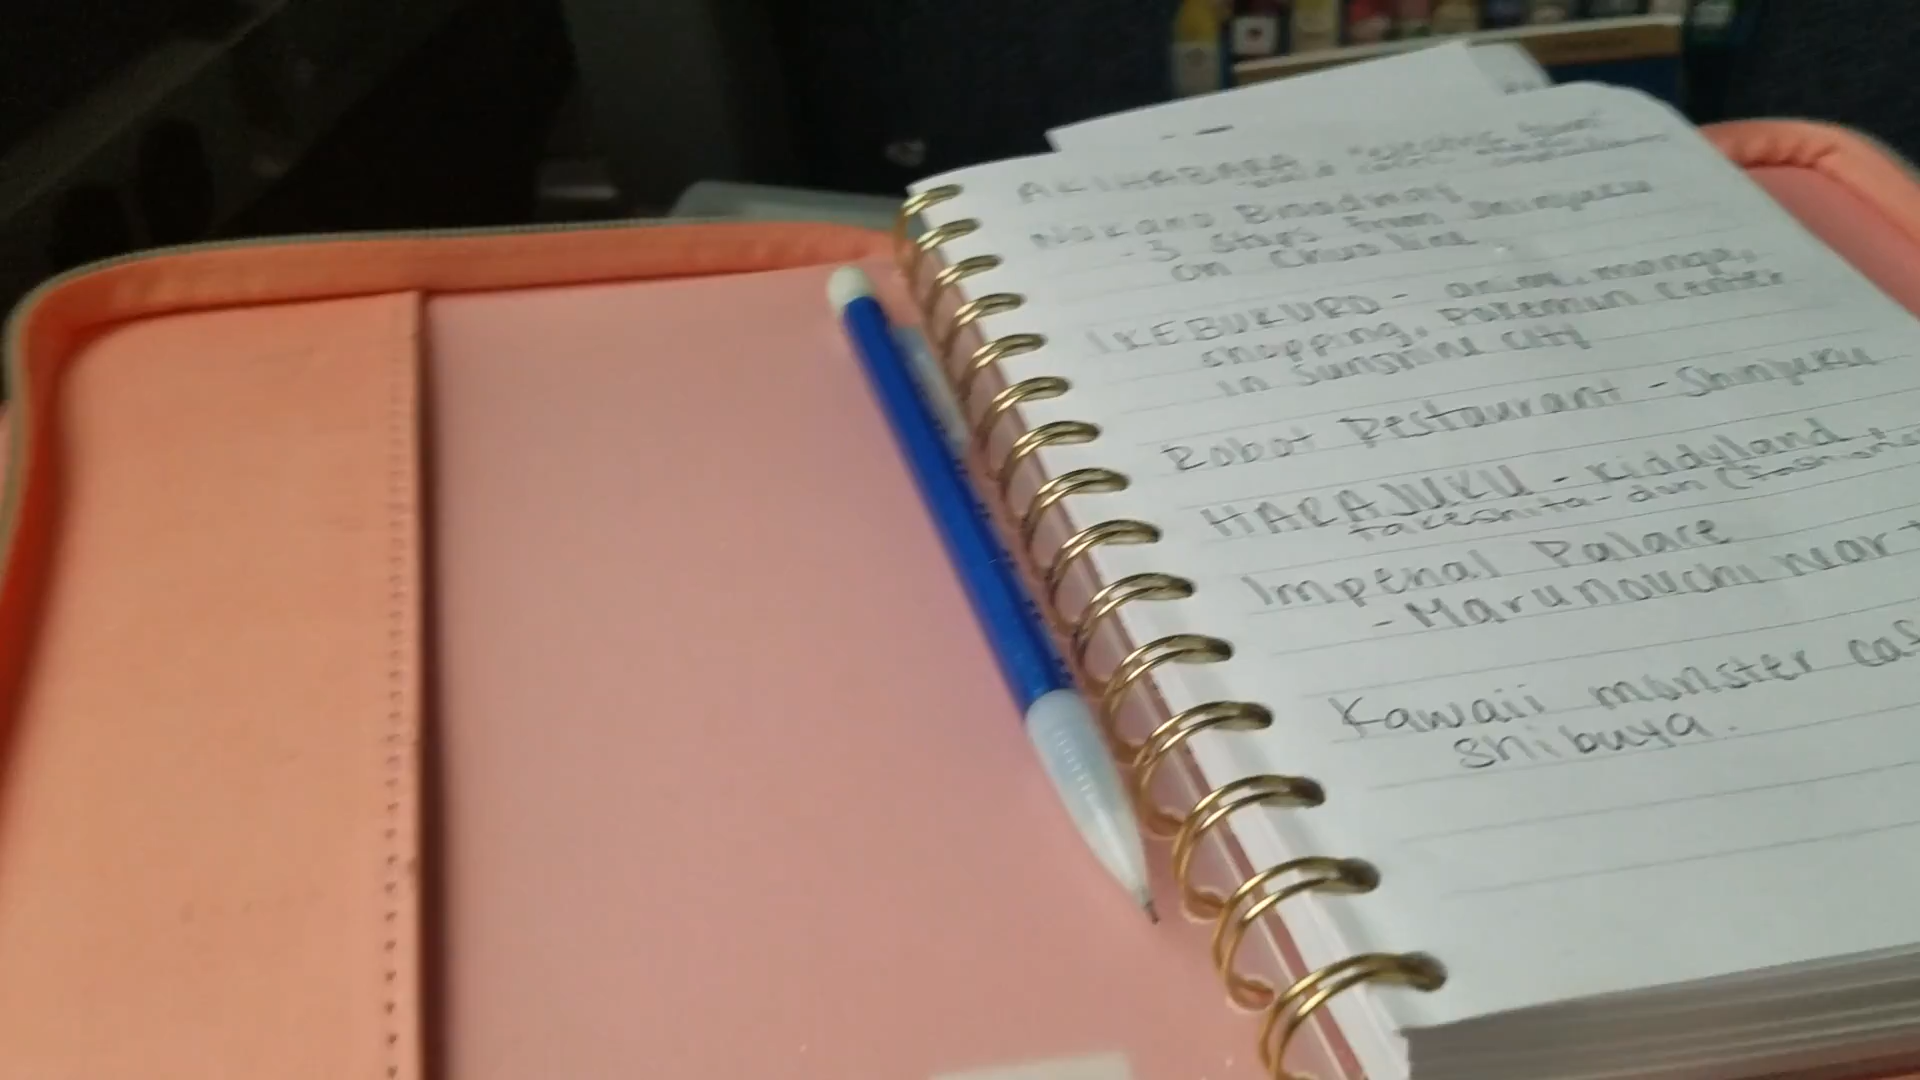 AKIHABARA "electric town"
Nakano Broadway
- 3 stops from Shinjuku
on Chuo line
IKEBUKURO - anime, manga,
shopping, Pokemon Center
in Sunshine City
Robot Restaurant - Shinjuku
HARAJUKU - Kiddyland,
takeshita-dori (fashion
Imperial Palace
- Marunouchi
Kawaii monster
shibuya.